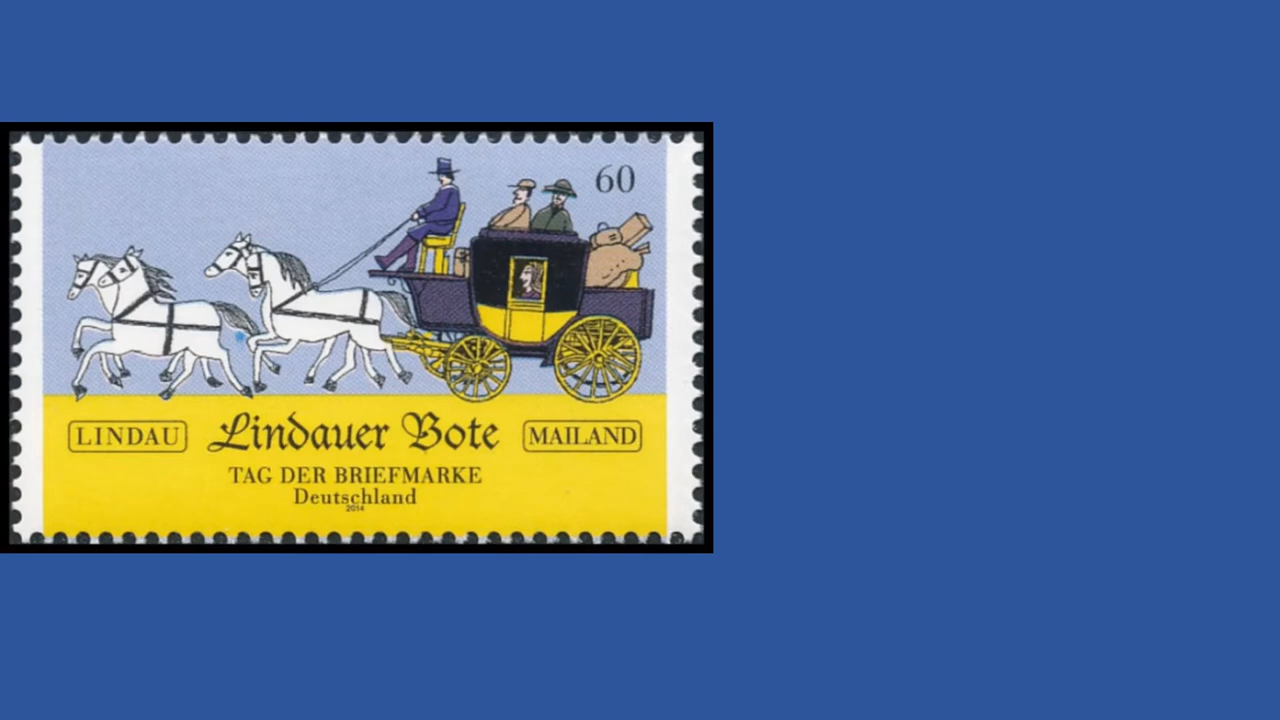 60
LINDAU Lindauer Bote MAILAND
TAG DER BRIEFMARKE
Deutschland
2014